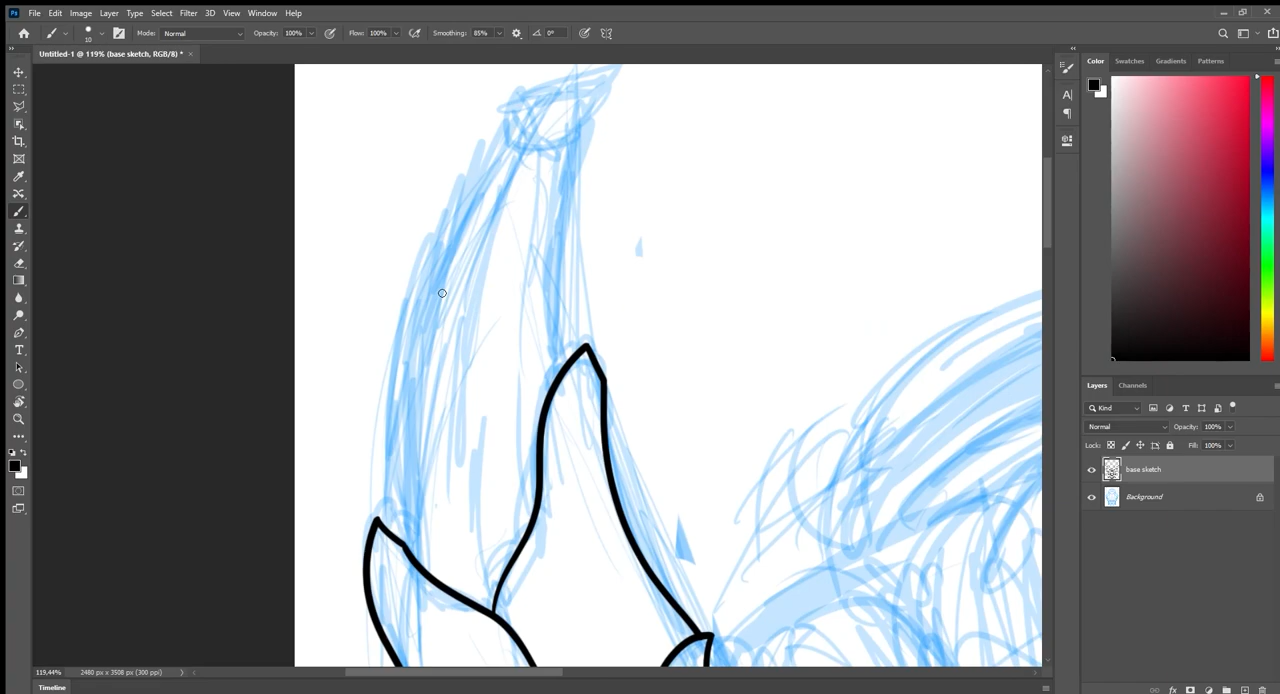 Ps File Edit Image Layer Type Select Filter 3D View Window Help
10 Mode: Normal Opacity: 100% Flow: 100% Smoothing: 85% 0°
Untitled-1 @ 119% (base sketch, RGB/8) * ×
Color Swatches Gradients Patterns
Layers Channels
Kind
Normal Opacity: 100%
Lock: Fill: 100%
base sketch
Background
119,44% 2480 px x 3508 px (300 ppi)
Timeline